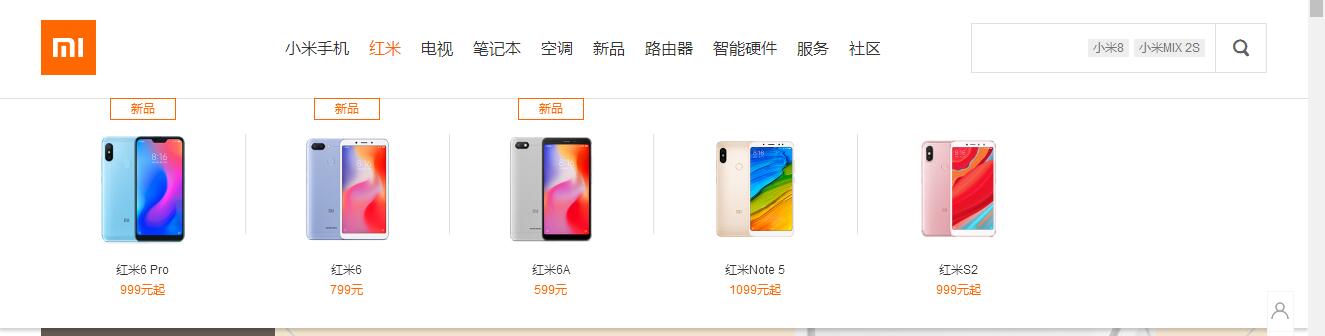 小米手机 红米 电视 笔记本 空调 新品 路由器 智能硬件 服务 社区 小米8 小米MIX 2S
新品 新品 新品
红米6 Pro 红米6 红米6A 红米Note 5 红米S2
999元起 799元 599元 1099元起 999元起